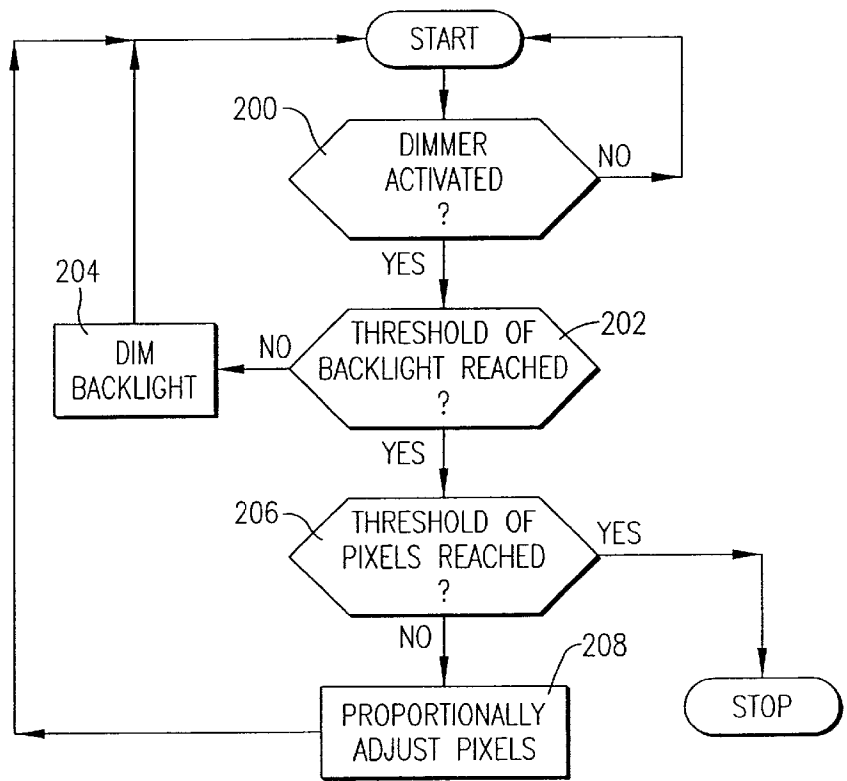 START
200
DIMMER
ACTIVATED
?
NO
YES
204
DIM
BACKLIGHT
NO
THRESHOLD OF
BACKLIGHT REACHED
?
202
YES
206
THRESHOLD OF
PIXELS REACHED
?
YES
NO
208
PROPORTIONALLY
ADJUST PIXELS
STOP